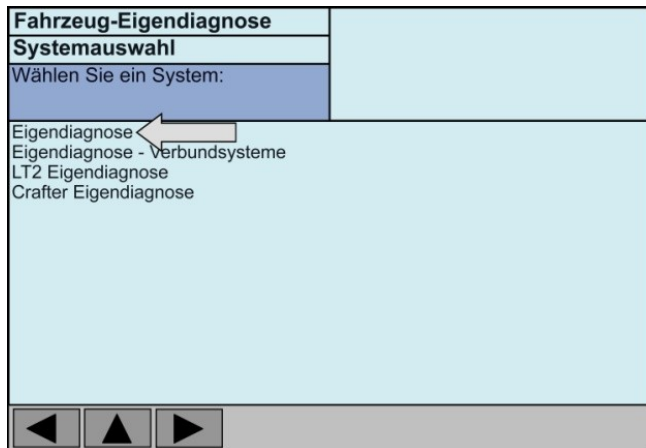 Fahrzeug-Eigendiagnose
Systemauswahl
Wählen Sie ein System:
Eigendiagnose
Eigendiagnose - Verbundsysteme
LT2 Eigendiagnose
Crafter Eigendiagnose